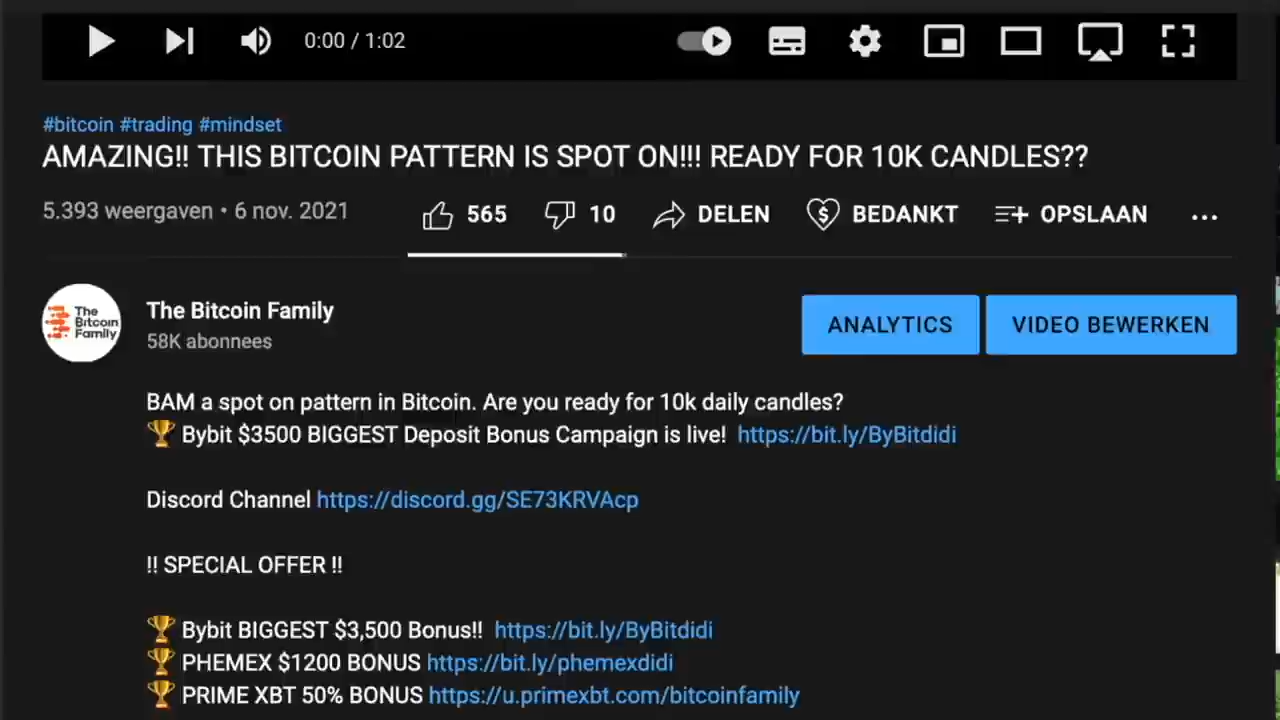 0:00 / 1:02
#bitcoin #trading #mindset
AMAZING!! THIS BITCOIN PATTERN IS SPOT ON!!! READY FOR 10K CANDLES??
5.393 weergaven • 6 nov. 2021
565 10 DELEN BEDANKT OPSLAAN
The Bitcoin Family
The Bitcoin Family
58K abonnees
ANALYTICS VIDEO BEWERKEN
BAM a spot on pattern in Bitcoin. Are you ready for 10k daily candles?
🏆 Bybit $3500 BIGGEST Deposit Bonus Campaign is live! https://bit.ly/ByBitdidi
Discord Channel https://discord.gg/SE73KRVAcp
!! SPECIAL OFFER !!
🏆 Bybit BIGGEST $3,500 Bonus!! https://bit.ly/ByBitdidi
🏆 PHEMEX $1200 BONUS https://bit.ly/phemexdidi
🏆 PRIME XBT 50% BONUS https://u.primexbt.com/bitcoinfamily